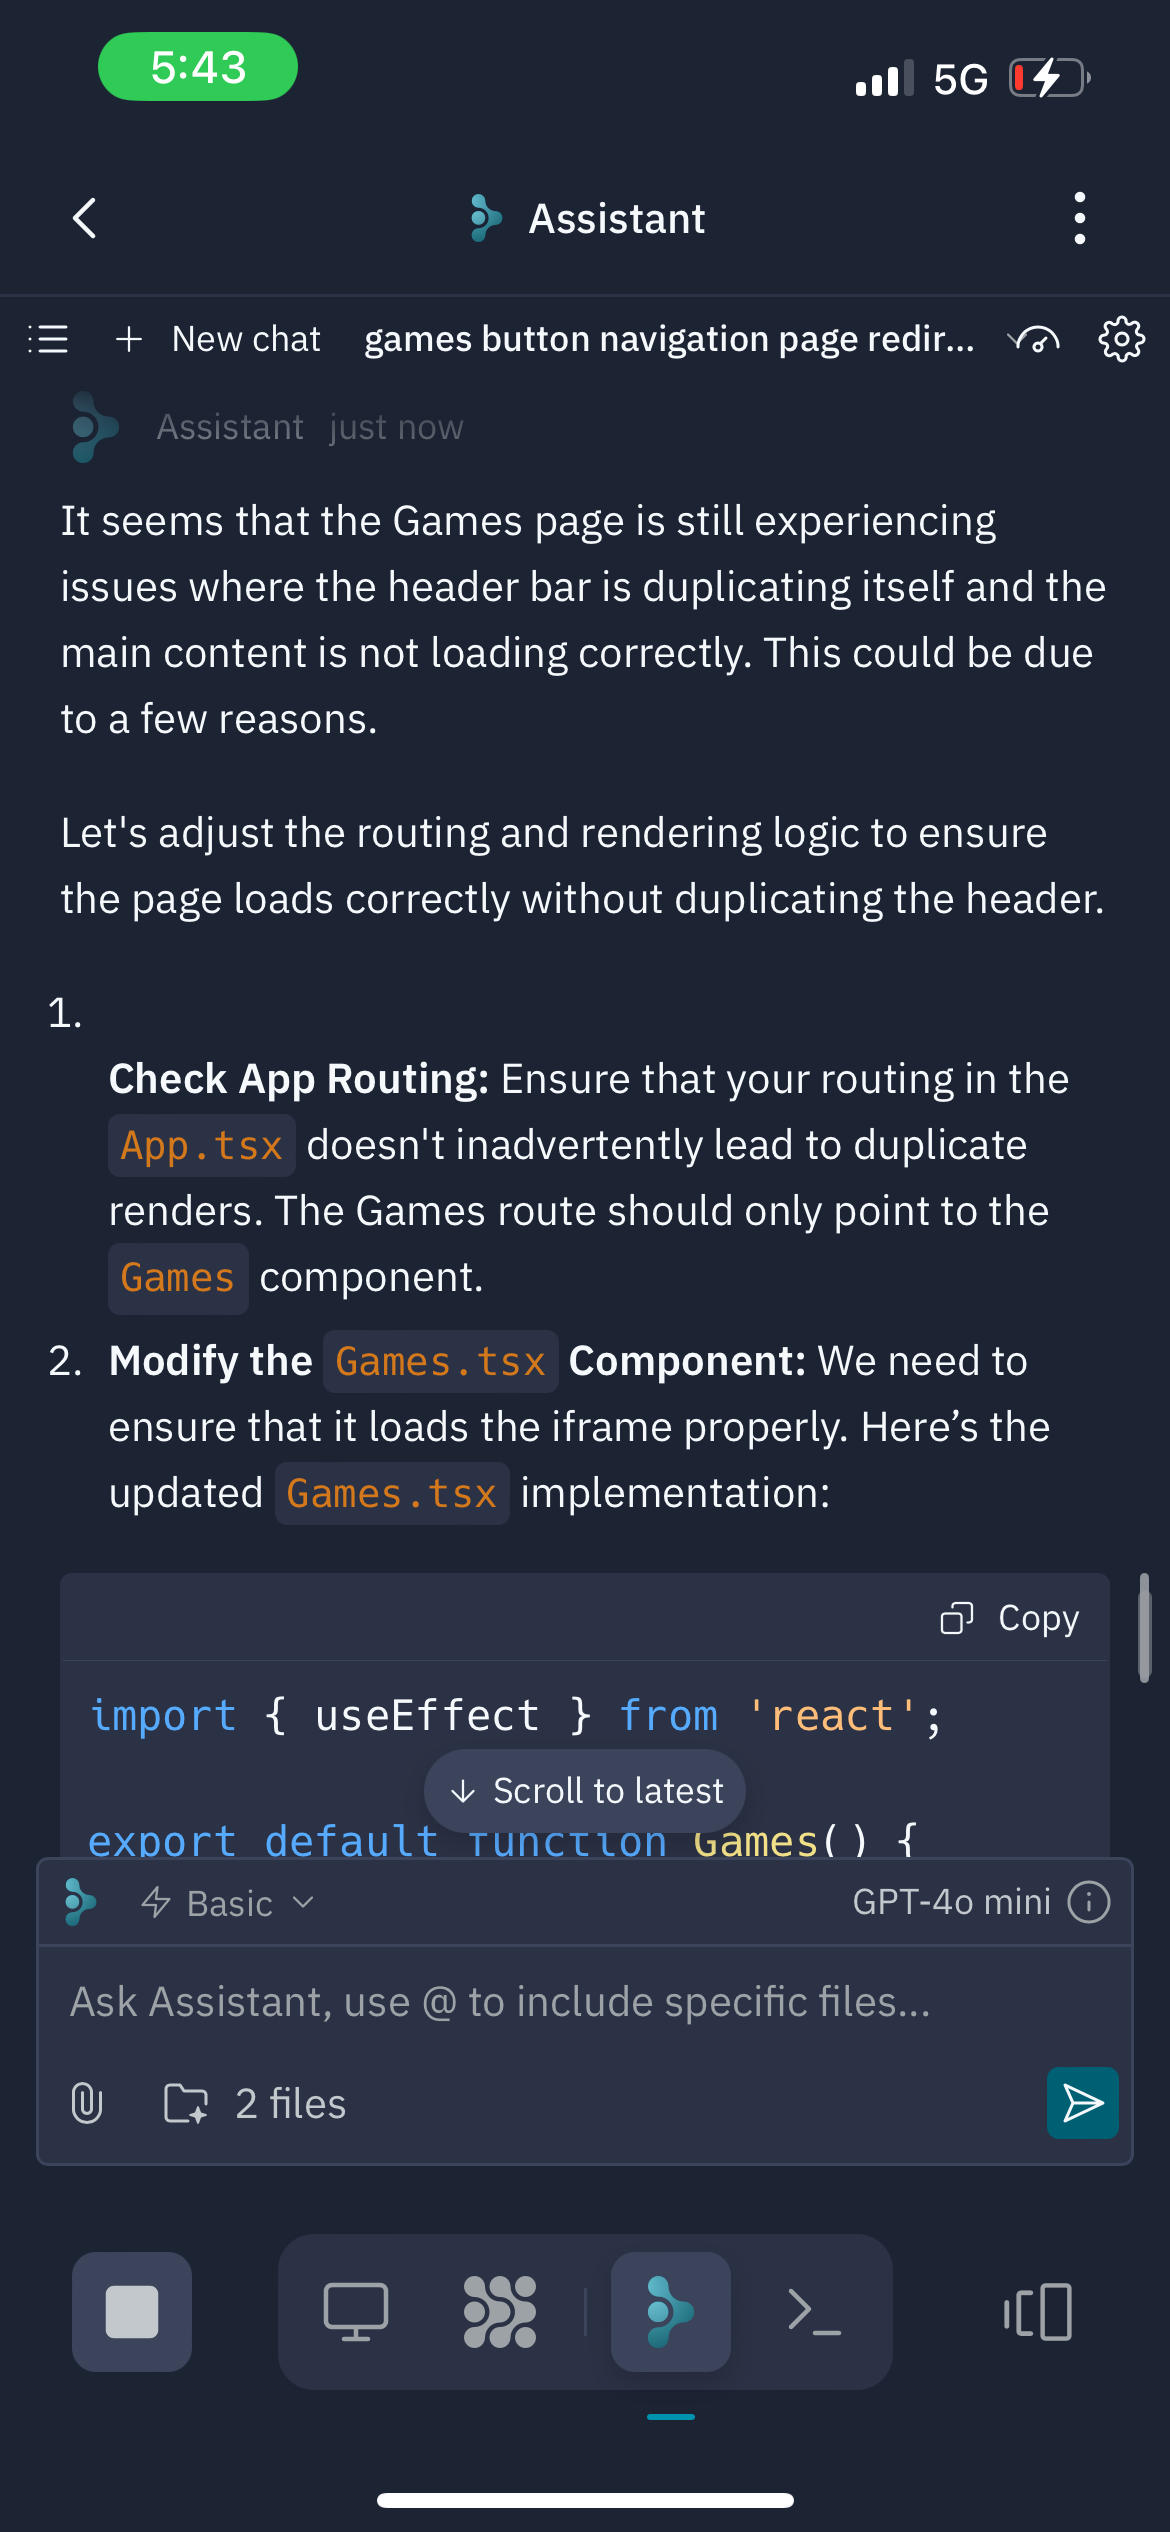 5:43
5G
Assistant
+ New chat games button navigation page redir...
Assistant just now
It seems that the Games page is still experiencing
issues where the header bar is duplicating itself and the
main content is not loading correctly. This could be due
to a few reasons.
Let's adjust the routing and rendering logic to ensure
the page loads correctly without duplicating the header.
1.
Check App Routing: Ensure that your routing in the
App.tsx doesn't inadvertently lead to duplicate
renders. The Games route should only point to the
Games component.
2. Modify the Games.tsx Component: We need to
ensure that it loads the iframe properly. Here’s the
updated Games.tsx implementation:
Copy
import { useEffect } from 'react';
↓ Scroll to latest
export default function Games() {
Basic
GPT-4o mini
Ask Assistant, use @ to include specific files...
2 files